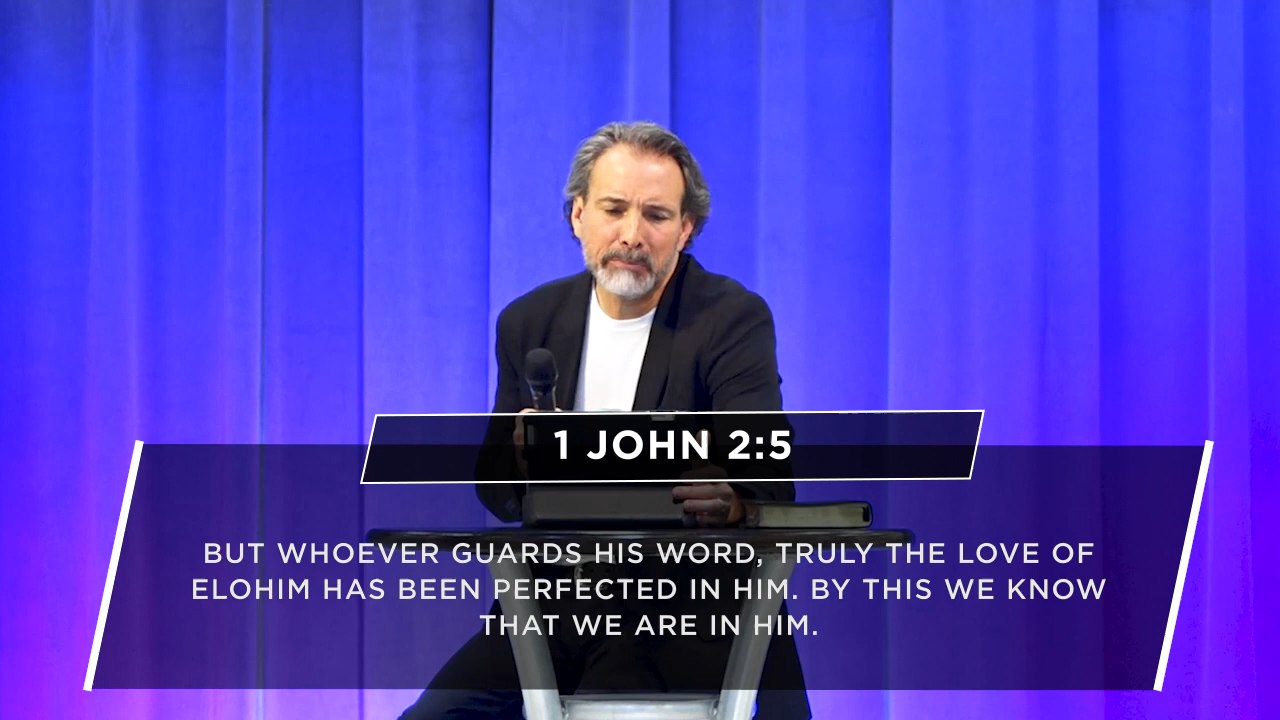 1 JOHN 2:5
BUT WHOEVER GUARDS HIS WORD, TRULY THE LOVE OF
ELOHIM HAS BEEN PERFECTED IN HIM. BY THIS WE KNOW
THAT WE ARE IN HIM.